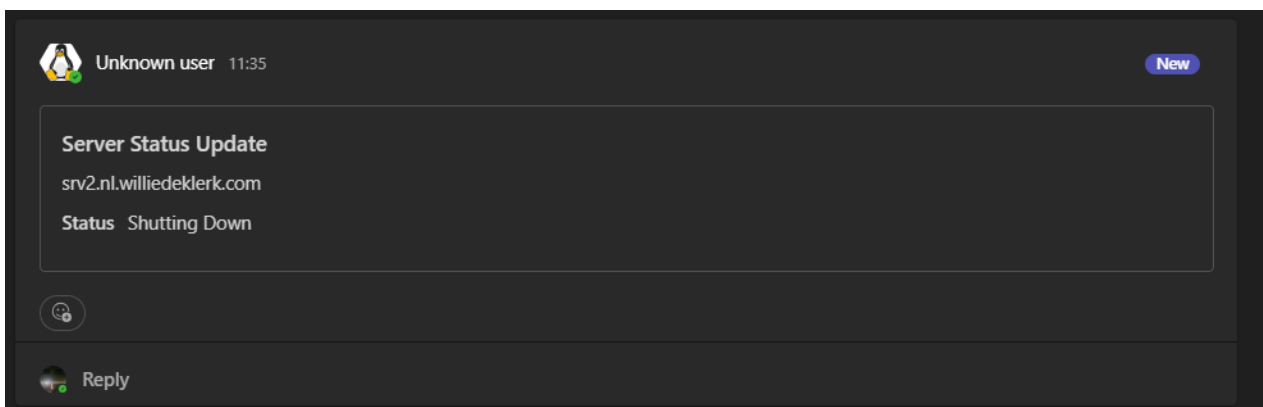 Unknown user 11:35
New
Server Status Update
srv2.nl.williedeklerk.com
Status Shutting Down
Reply